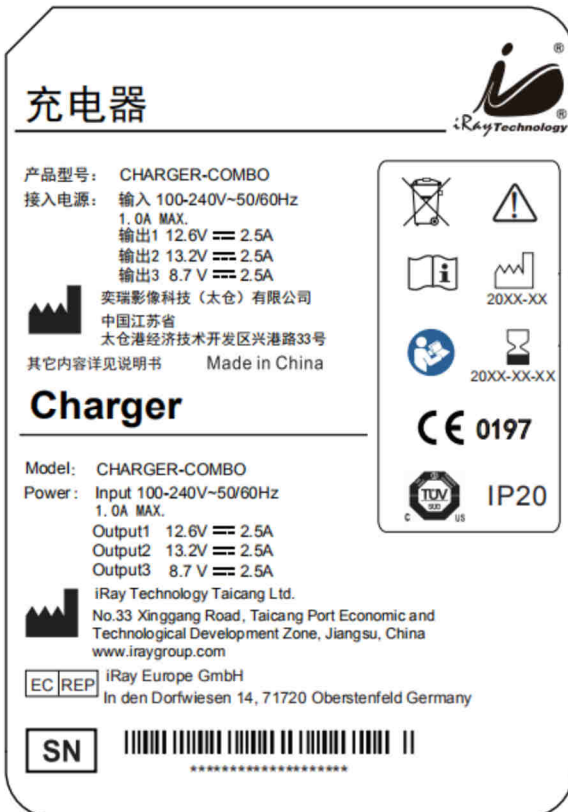 充电器
iRayTechnology
®
®
产品型号： CHARGER-COMBO
接入电源： 输入 100-240V~50/60Hz
1.0A MAX.
输出1 12.6V ⎓ 2.5A
输出2 13.2V ⎓ 2.5A
输出3 8.7 V ⎓ 2.5A
奕瑞影像科技（太仓）有限公司
中国江苏省
太仓港经济技术开发区兴港路33号
其它内容详见说明书 Made in China
Charger
Model: CHARGER-COMBO
Power: Input 100-240V~50/60Hz
1.0A MAX.
Output1 12.6V ⎓ 2.5A
Output2 13.2V ⎓ 2.5A
Output3 8.7 V ⎓ 2.5A
iRay Technology Taicang Ltd.
No.33 Xinggang Road, Taicang Port Economic and
Technological Development Zone, Jiangsu, China
www.iraygroup.com
EC REP iRay Europe GmbH
In den Dorfwiesen 14, 71720 Oberstenfeld Germany
SN
********************
i
20XX-XX
20XX-XX-XX
CE 0197
TÜV
SUD
C US
IP20